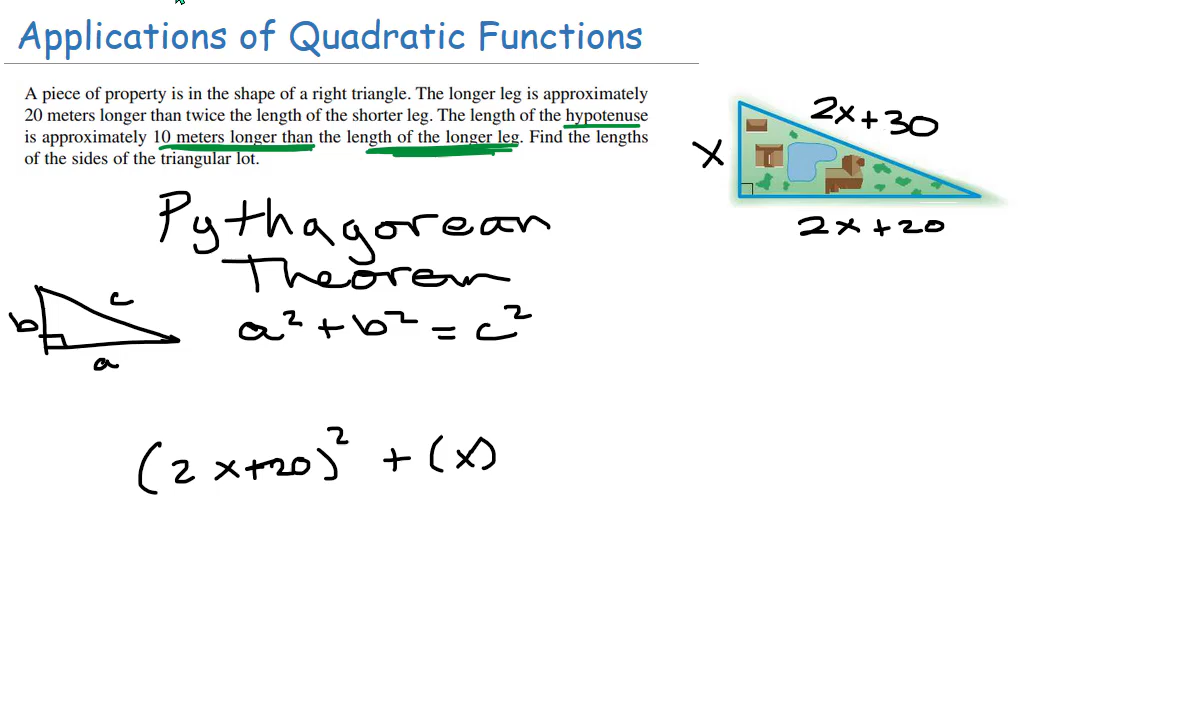 Applications of Quadratic Functions
A piece of property is in the shape of a right triangle. The longer leg is approximately
20 meters longer than twice the length of the shorter leg. The length of the hypotenuse
is approximately 10 meters longer than the length of the longer leg. Find the lengths
of the sides of the triangular lot.
2x+30
x
2x+20
Pythagorean
Theorem
c
b
a
a² + b² = c²
(2x+20)² + (x)